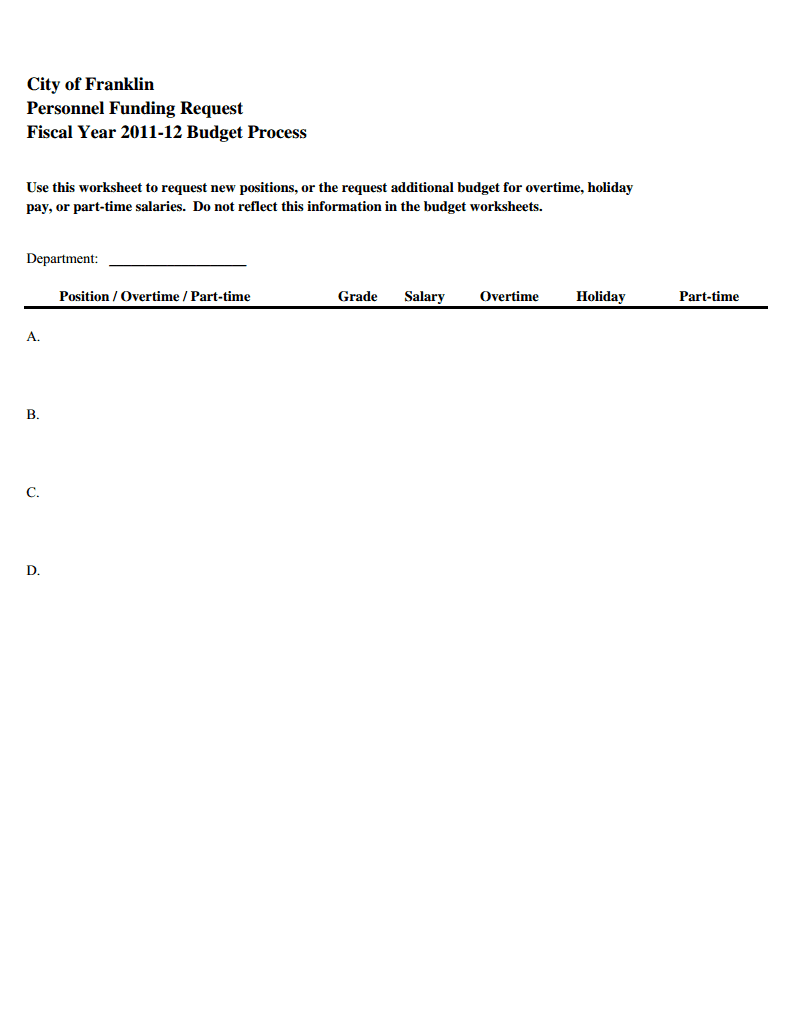 City of Franklin
Personnel Funding Request
Fiscal Year 2011-12 Budget Process
Use this worksheet to request new positions, or the request additional budget for overtime, holiday
pay, or part-time salaries.  Do not reflect this information in the budget worksheets.
Department: ___________________
Position / Overtime / Part-time Grade Salary Overtime Holiday Part-time
A.
B.
C.
D.